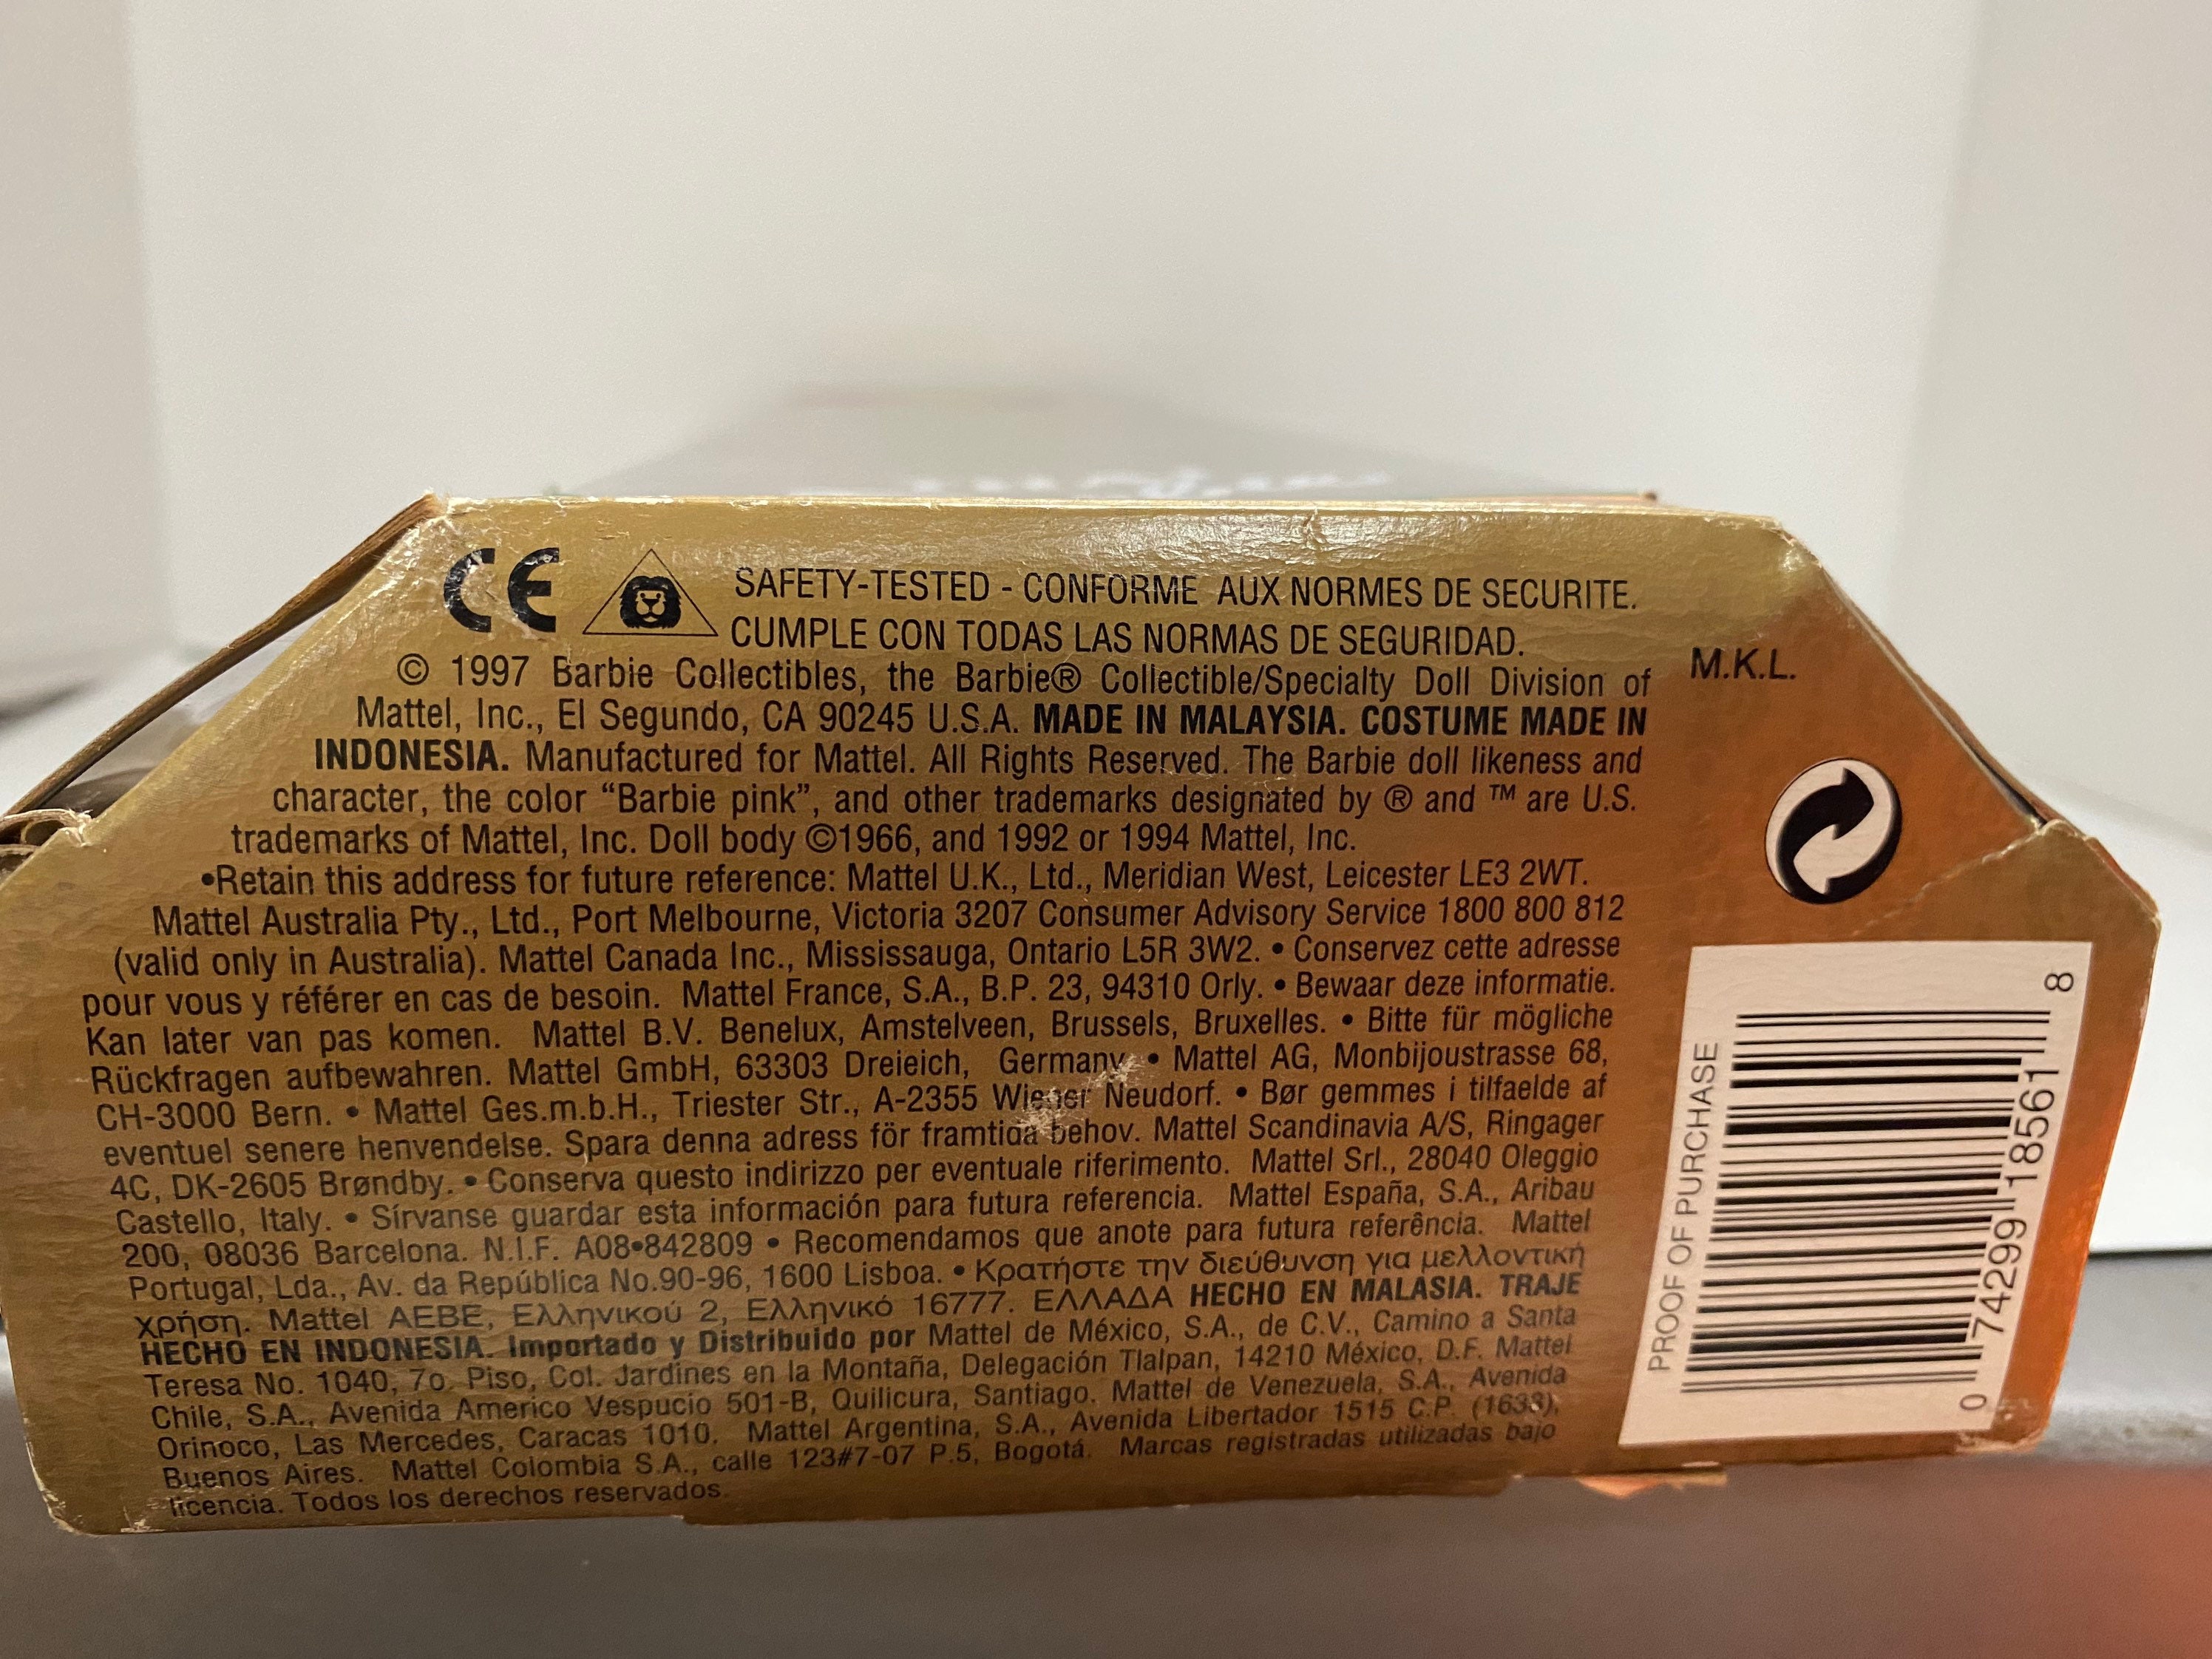 CE
SAFETY-TESTED - CONFORME AUX NORMES DE SECURITE.
CUMPLE CON TODAS LAS NORMAS DE SEGURIDAD.
© 1997 Barbie Collectibles, the Barbie® Collectible/Specialty Doll Division of
Mattel, Inc., El Segundo, CA 90245 U.S.A. MADE IN MALAYSIA. COSTUME MADE IN
INDONESIA. Manufactured for Mattel. All Rights Reserved. The Barbie doll likeness and
character, the color “Barbie pink”, and other trademarks designated by ® and ™ are U.S.
trademarks of Mattel, Inc. Doll body ©1966, and 1992 or 1994 Mattel, Inc.
•Retain this address for future reference: Mattel U.K., Ltd., Meridian West, Leicester LE3 2WT.
Mattel Australia Pty., Ltd., Port Melbourne, Victoria 3207 Consumer Advisory Service 1800 800 812
(valid only in Australia). Mattel Canada Inc., Mississauga, Ontario L5R 3W2. • Conservez cette adresse
pour vous y référer en cas de besoin. Mattel France, S.A., B.P. 23, 94310 Orly. • Bewaar deze informatie.
Kan later van pas komen. Mattel B.V. Benelux, Amstelveen, Brussels, Bruxelles. • Bitte für mögliche
Rückfragen aufbewahren. Mattel GmbH, 63303 Dreieich, Germany. • Mattel AG, Monbijoustrasse 68,
CH-3000 Bern. • Mattel Ges.m.b.H., Triester Str., A-2355 Wiener Neudorf. • Bør gemmes i tilfaelde af
eventuel senere henvendelse. Spara denna adress för framtida behov. Mattel Scandinavia A/S, Ringager
4C, DK-2605 Brøndby. • Conserva questo indirizzo per eventuale riferimento. Mattel Srl., 28040 Oleggio
Castello, Italy. • Sírvanse guardar esta información para futura referencia. Mattel España, S.A., Aribau
200, 08036 Barcelona. N.I.F. A08•842809 • Recomendamos que anote para futura referência. Mattel
Portugal, Lda., Av. da República No.90-96, 1600 Lisboa. • Κρατήστε την διεύθυνση για μελλοντική
χρήση. Mattel ΑΕΒΕ, Ελληνικού 2, Ελληνικό 16777. ΕΛΛΑΔΑ HECHO EN MALASIA. TRAJE
HECHO EN INDONESIA. Importado y Distribuido por Mattel de México, S.A., de C.V., Camino a Santa
Teresa No. 1040, 7o. Piso, Col. Jardines en la Montaña, Delegación Tlalpan, 14210 México, D.F. Mattel
Chile, S.A., Avenida Americo Vespucio 501-B, Quilicura, Santiago. Mattel de Venezuela, S.A., Avenida
Orinoco, Las Mercedes, Caracas 1010. Mattel Argentina, S.A., Avenida Libertador 1515 C.P. (1638),
Buenos Aires. Mattel Colombia S.A., calle 123#7-07 P.5, Bogotá. Marcas registradas utilizadas bajo
licencia. Todos los derechos reservados.
M.K.L.
PROOF OF PURCHASE
0 74299 18561 8